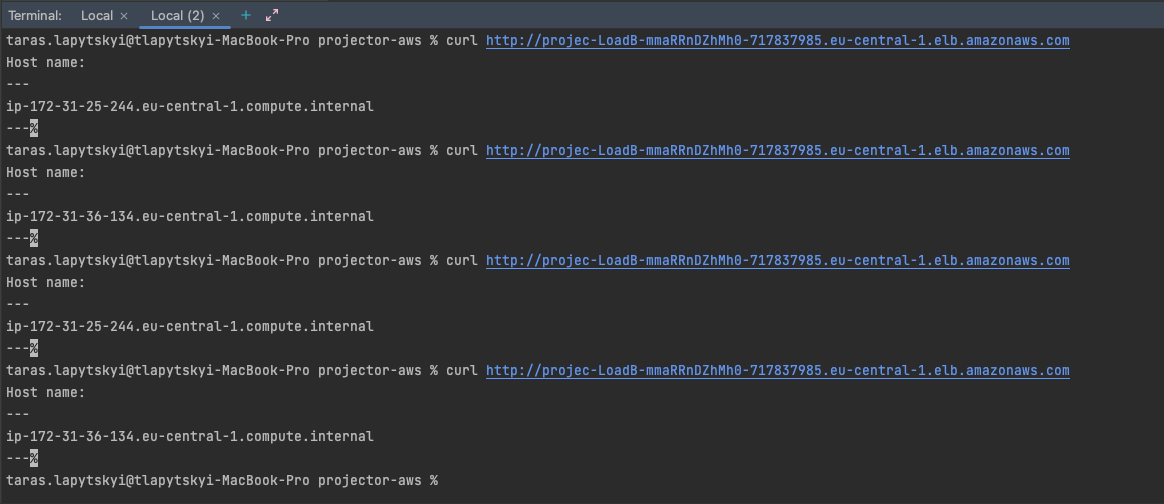 Terminal: Local × Local (2) × +
taras.lapytskyi@tlapytskyi-MacBook-Pro projector-aws % curl http://projec-LoadB-mmaRRnDZhMh0-717837985.eu-central-1.elb.amazonaws.com
Host name:
---
ip-172-31-25-244.eu-central-1.compute.internal
---%
taras.lapytskyi@tlapytskyi-MacBook-Pro projector-aws % curl http://projec-LoadB-mmaRRnDZhMh0-717837985.eu-central-1.elb.amazonaws.com
Host name:
---
ip-172-31-36-134.eu-central-1.compute.internal
---%
taras.lapytskyi@tlapytskyi-MacBook-Pro projector-aws % curl http://projec-LoadB-mmaRRnDZhMh0-717837985.eu-central-1.elb.amazonaws.com
Host name:
---
ip-172-31-25-244.eu-central-1.compute.internal
---%
taras.lapytskyi@tlapytskyi-MacBook-Pro projector-aws % curl http://projec-LoadB-mmaRRnDZhMh0-717837985.eu-central-1.elb.amazonaws.com
Host name:
---
ip-172-31-36-134.eu-central-1.compute.internal
---%
taras.lapytskyi@tlapytskyi-MacBook-Pro projector-aws %